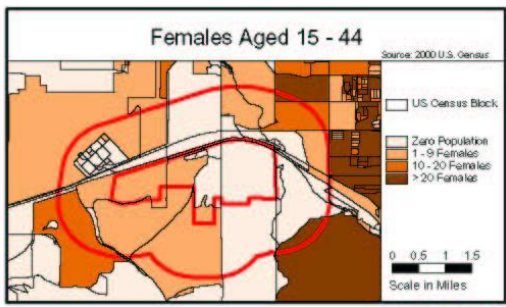 Females Aged 15 - 44
Source: 2000 U.S. Census
US Census Block
Zero Population
1 - 9 Females
10 - 20 Females
> 20 Females
0 0.5 1 1.5
Scale in Miles